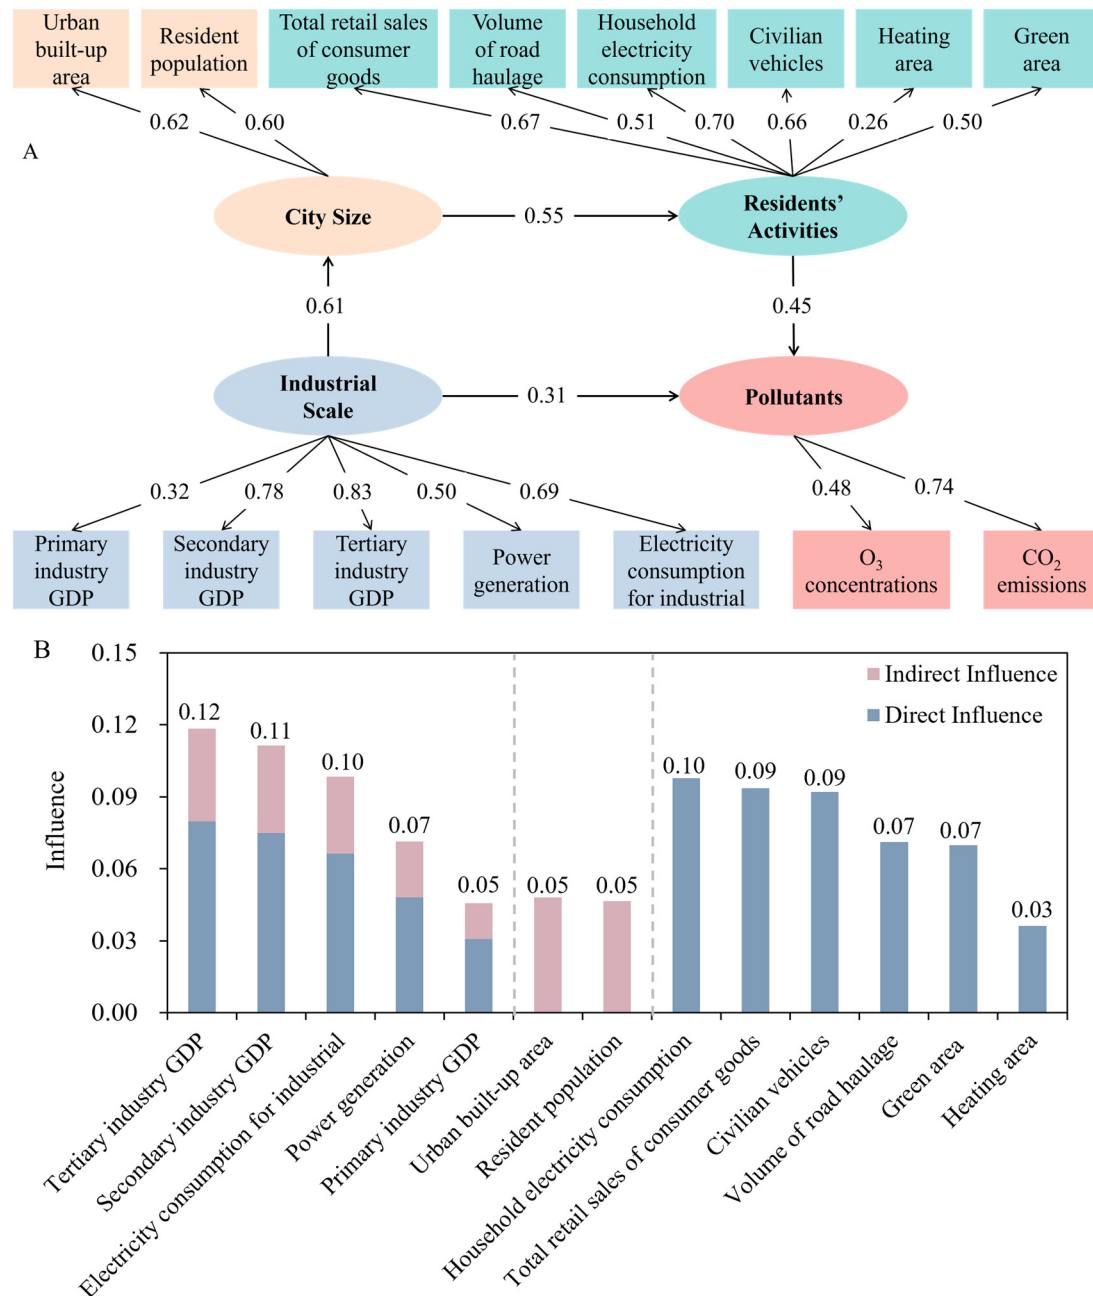 Urban
built-up
area
Resident
population
Total retail sales
of consumer
goods
Volume
of road
haulage
Household
electricity
consumption
Civilian
vehicles
Heating
area
Green
area
0.62
0.60
0.67
0.51
0.70
0.66
0.26
0.50
A
City Size
0.55
Residents’
Activities
0.61
0.45
Industrial
Scale
0.31
Pollutants
0.32
0.78
0.83
0.50
0.69
0.48
0.74
Primary
industry
GDP
Secondary
industry
GDP
Tertiary
industry
GDP
Power
generation
Electricity
consumption
for industrial
O3
concentrations
CO2
emissions
B
Influence
0.15
0.12
0.09
0.06
0.03
0.00
Indirect Influence
Direct Influence
0.12
0.11
0.10
0.07
0.05
0.05
0.05
0.10
0.09
0.09
0.07
0.07
0.03
Tertiary industry GDP
Secondary industry GDP
Electricity consumption for industrial
Power generation
Primary industry GDP
Urban built-up area
Resident population
Household electricity consumption
Total retail sales of consumer goods
Civilian vehicles
Volume of road haulage
Green area
Heating area